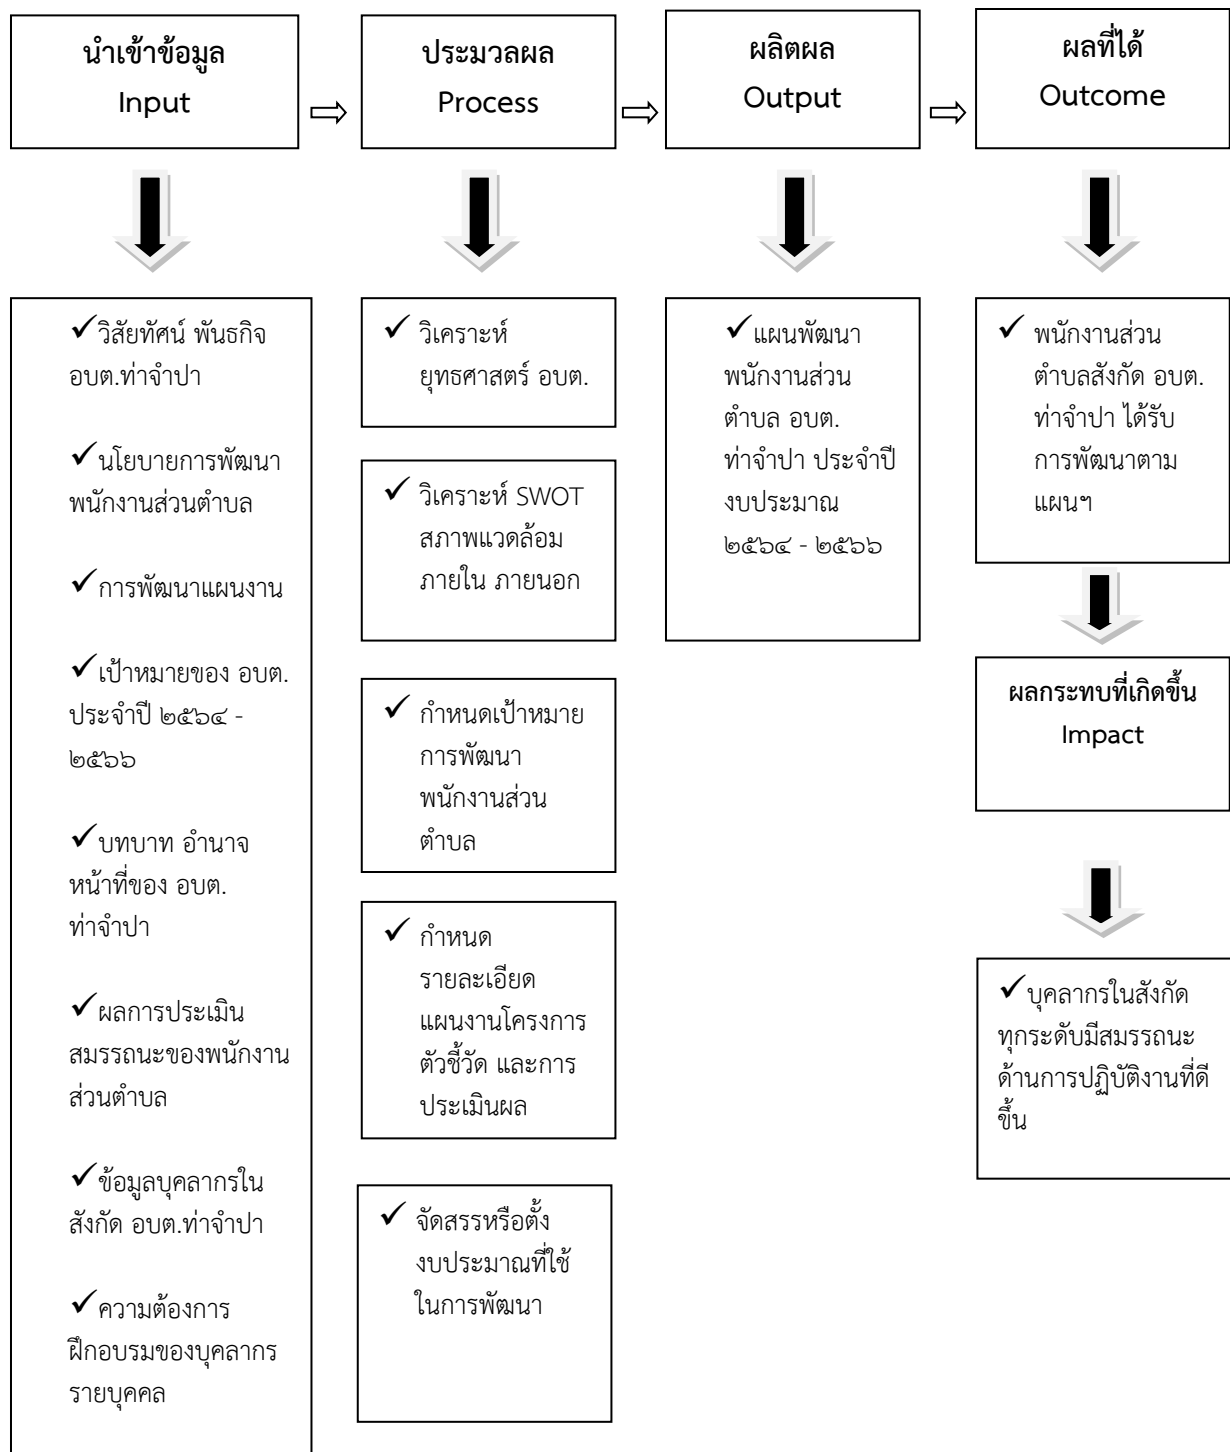 นำเข้าข้อมูล
Input
ประมวลผล
Process
ผลิตผล
Output
ผลที่ได้
Outcome
✓วิสัยทัศน์ พันธกิจ
อบต.ท่าจำปา
✓นโยบายการพัฒนา
พนักงานส่วนตำบล
✓การพัฒนาแผนงาน
✓เป้าหมายของ อบต.
ประจำปี ๒๕๖๔ -
๒๕๖๖
✓บทบาท อำนาจ
หน้าที่ของ อบต.
ท่าจำปา
✓ผลการประเมิน
สมรรถนะของพนักงาน
ส่วนตำบล
✓ข้อมูลบุคลากรใน
สังกัด อบต.ท่าจำปา
✓ความต้องการ
ฝึกอบรมของบุคลากร
รายบุคคล
✓ วิเคราะห์
ยุทธศาสตร์ อบต.
✓ วิเคราะห์ SWOT
สภาพแวดล้อม
ภายใน ภายนอก
✓ กำหนดเป้าหมาย
การพัฒนา
พนักงานส่วน
ตำบล
✓ กำหนด
รายละเอียด
แผนงานโครงการ
ตัวชี้วัด และการ
ประเมินผล
✓ จัดสรรหรือตั้ง
งบประมาณที่ใช้
ในการพัฒนา
✓แผนพัฒนา
พนักงานส่วน
ตำบล อบต.
ท่าจำปา ประจำปี
งบประมาณ
๒๕๖๔ - ๒๕๖๖
✓ พนักงานส่วน
ตำบลสังกัด อบต.
ท่าจำปา ได้รับ
การพัฒนาตาม
แผนฯ
ผลกระทบที่เกิดขึ้น
Impact
✓บุคลากรในสังกัด
ทุกระดับมีสมรรถนะ
ด้านการปฏิบัติงานที่ดี
ขึ้น